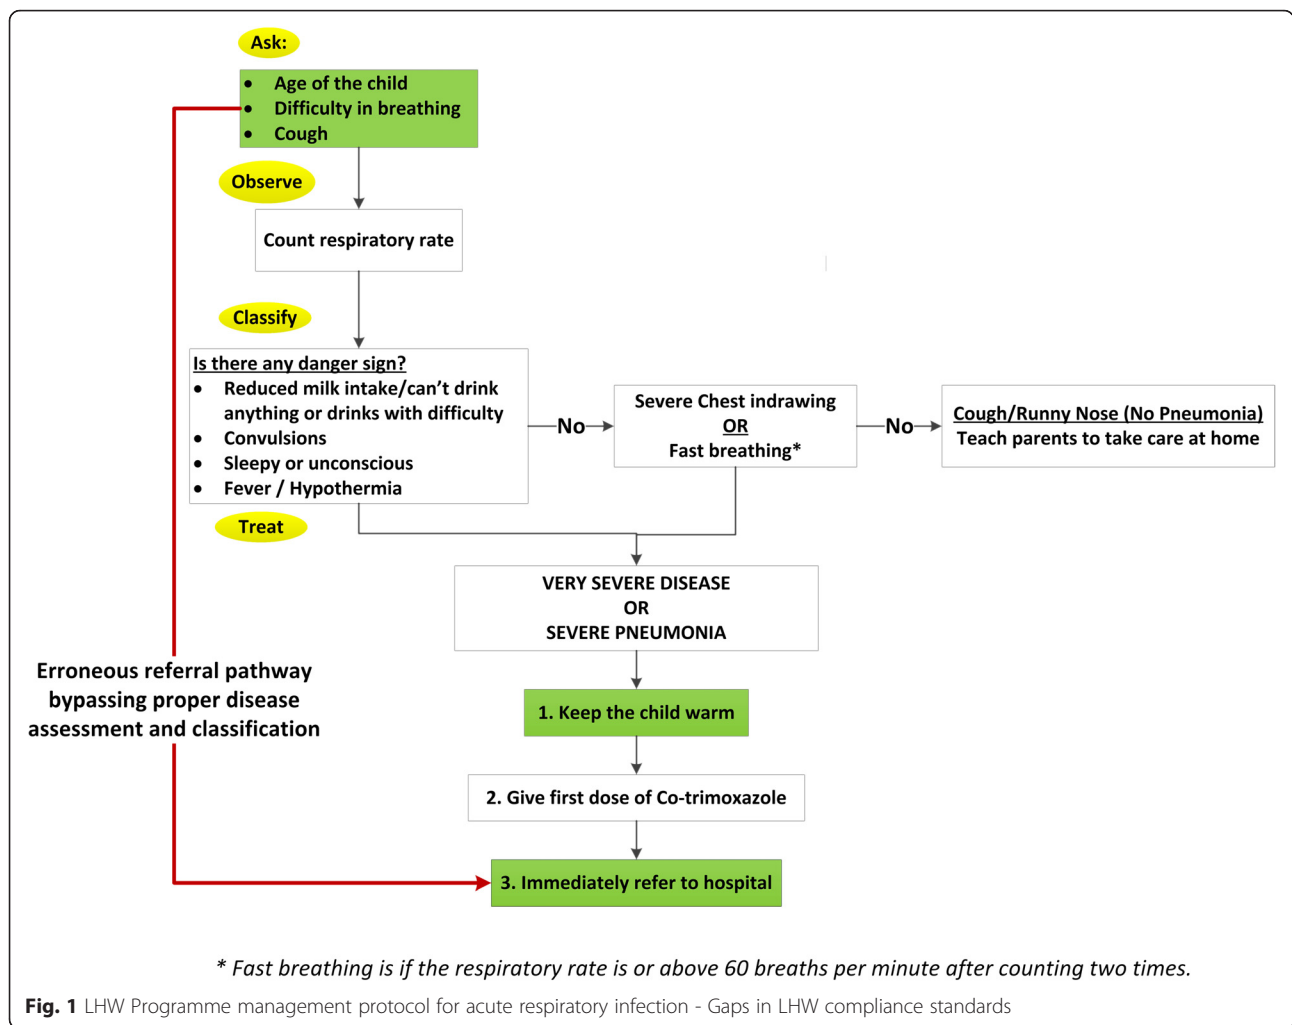 Ask:
• Age of the child
• Difficulty in breathing
• Cough
Observe
Count respiratory rate
Classify
Is there any danger sign?
• Reduced milk intake/can't drink
anything or drinks with difficulty
• Convulsions
• Sleepy or unconscious
• Fever / Hypothermia
No
Severe Chest indrawing
OR
Fast breathing*
No
Cough/Runny Nose (No Pneumonia)
Teach parents to take care at home
Treat
VERY SEVERE DISEASE
OR
SEVERE PNEUMONIA
Erroneous referral pathway
bypassing proper disease
assessment and classification
1. Keep the child warm
2. Give first dose of Co-trimoxazole
3. Immediately refer to hospital
* Fast breathing is if the respiratory rate is or above 60 breaths per minute after counting two times.
Fig. 1 LHW Programme management protocol for acute respiratory infection - Gaps in LHW compliance standards